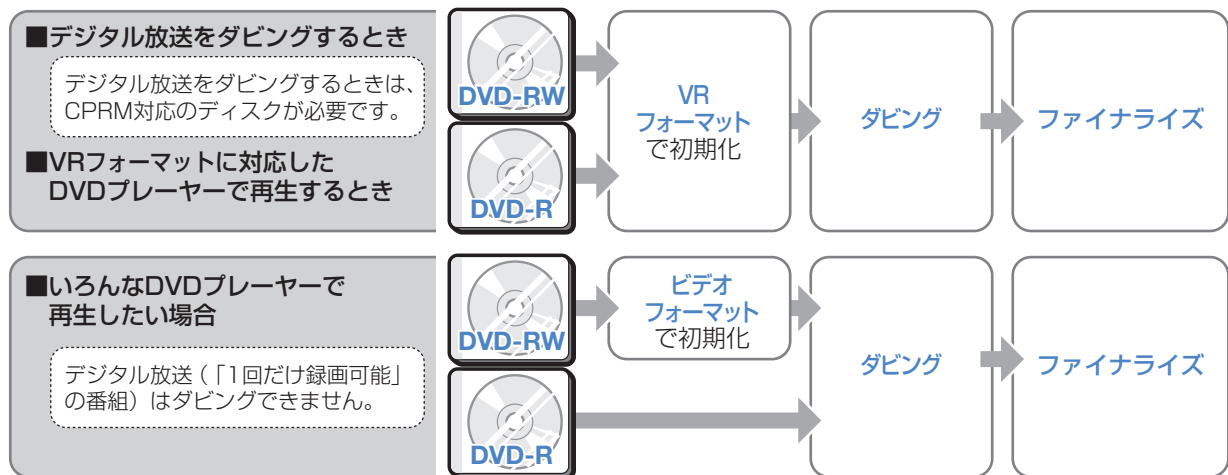 ■デジタル放送をダビングするとき
デジタル放送をダビングするときは、
CPRM対応のディスクが必要です。
■VRフォーマットに対応した
DVDプレーヤーで再生するとき
DVD-RW
DVD-R
VR
フォーマット
で初期化
ダビング
ファイナライズ
■いろんなDVDプレーヤーで
再生したい場合
デジタル放送（「1回だけ録画可能」
の番組）はダビングできません。
DVD-RW
DVD-R
ビデオ
フォーマット
で初期化
ダビング
ファイナライズ